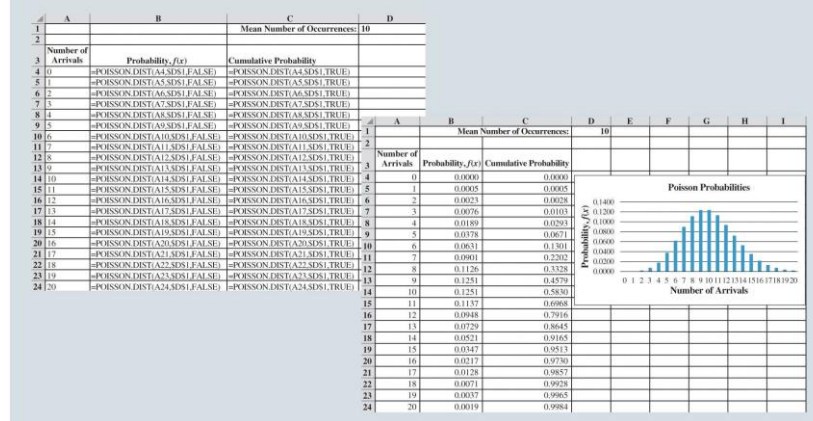 A B C D
1 Mean Number of Occurrences: 10
2
Number of
3 Arrivals Probability, f(x) Cumulative Probability
4 0 =POISSON.DIST(A4,$D$1,FALSE) =POISSON.DIST(A4,$D$1,TRUE)
5 1 =POISSON.DIST(A5,$D$1,FALSE) =POISSON.DIST(A5,$D$1,TRUE)
6 2 =POISSON.DIST(A6,$D$1,FALSE) =POISSON.DIST(A6,$D$1,TRUE)
7 3 =POISSON.DIST(A7,$D$1,FALSE) =POISSON.DIST(A7,$D$1,TRUE)
8 4 =POISSON.DIST(A8,$D$1,FALSE) =POISSON.DIST(A8,$D$1,TRUE)
9 5 =POISSON.DIST(A9,$D$1,FALSE) =POISSON.DIST(A9,$D$1,TRUE)
10 6 =POISSON.DIST(A10,$D$1,FALSE) =POISSON.DIST(A10,$D$1,TRUE)
11 7 =POISSON.DIST(A11,$D$1,FALSE) =POISSON.DIST(A11,$D$1,TRUE)
12 8 =POISSON.DIST(A12,$D$1,FALSE) =POISSON.DIST(A12,$D$1,TRUE)
13 9 =POISSON.DIST(A13,$D$1,FALSE) =POISSON.DIST(A13,$D$1,TRUE)
14 10 =POISSON.DIST(A14,$D$1,FALSE) =POISSON.DIST(A14,$D$1,TRUE)
15 11 =POISSON.DIST(A15,$D$1,FALSE) =POISSON.DIST(A15,$D$1,TRUE)
16 12 =POISSON.DIST(A16,$D$1,FALSE) =POISSON.DIST(A16,$D$1,TRUE)
17 13 =POISSON.DIST(A17,$D$1,FALSE) =POISSON.DIST(A17,$D$1,TRUE)
18 14 =POISSON.DIST(A18,$D$1,FALSE) =POISSON.DIST(A18,$D$1,TRUE)
19 15 =POISSON.DIST(A19,$D$1,FALSE) =POISSON.DIST(A19,$D$1,TRUE)
20 16 =POISSON.DIST(A20,$D$1,FALSE) =POISSON.DIST(A20,$D$1,TRUE)
21 17 =POISSON.DIST(A21,$D$1,FALSE) =POISSON.DIST(A21,$D$1,TRUE)
22 18 =POISSON.DIST(A22,$D$1,FALSE) =POISSON.DIST(A22,$D$1,TRUE)
23 19 =POISSON.DIST(A23,$D$1,FALSE) =POISSON.DIST(A23,$D$1,TRUE)
24 20 =POISSON.DIST(A24,$D$1,FALSE) =POISSON.DIST(A24,$D$1,TRUE)
A B C D E F G H I
1 Mean Number of Occurrences: 10
2
Number of
3 Arrivals Probability, f(x) Cumulative Probability
4 0 0.0000 0.0000
5 1 0.0005 0.0005
6 2 0.0023 0.0028
7 3 0.0076 0.0103
8 4 0.0189 0.0293
9 5 0.0378 0.0671
10 6 0.0631 0.1301
11 7 0.0901 0.2202
12 8 0.1126 0.3328
13 9 0.1251 0.4579
14 10 0.1251 0.5830
15 11 0.1137 0.6968
16 12 0.0948 0.7916
17 13 0.0729 0.8645
18 14 0.0521 0.9165
19 15 0.0347 0.9513
20 16 0.0217 0.9730
21 17 0.0128 0.9857
22 18 0.0071 0.9928
23 19 0.0037 0.9965
24 20 0.0019 0.9984
Poisson Probabilities
Probability, f(x)
0.1400
0.1200
0.1000
0.0800
0.0600
0.0400
0.0200
0.0000
0 1 2 3 4 5 6 7 8 9 10 11 12 13 14 15 16 17 18 19 20
Number of Arrivals